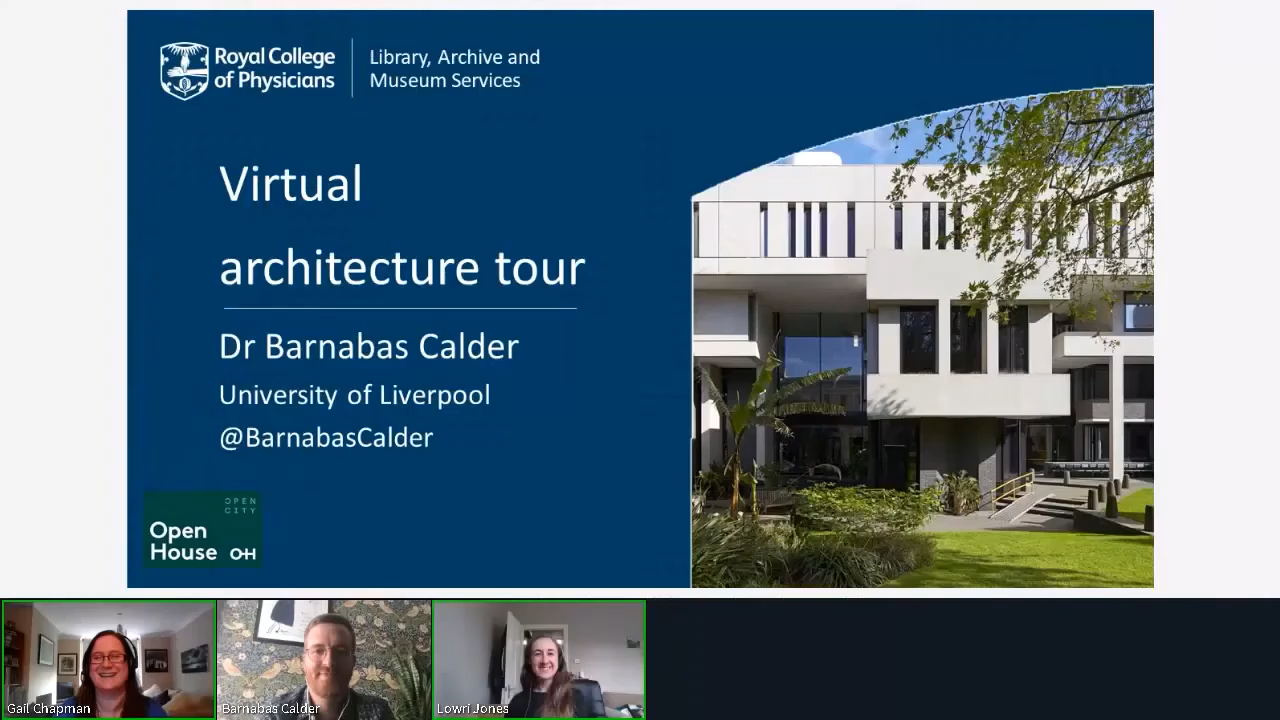 Royal College
of Physicians
Library, Archive and
Museum Services
Virtual
architecture tour
Dr Barnabas Calder
University of Liverpool
@BarnabasCalder
OPEN
CITY
Open
House OH
Gail Chapman
Barnabas Calder
Lowri Jones